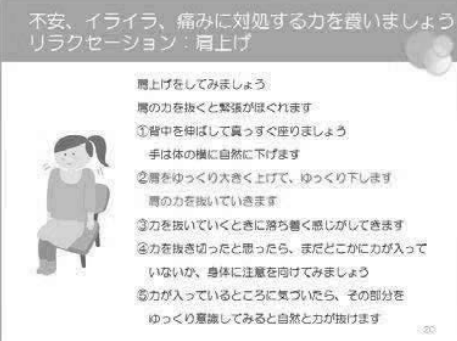 不安、イライラ、痛みに対処する力を養いましょう
リラクセーション：肩上げ
肩上げをしてみましょう
肩の力を抜くと緊張がほぐれます
①背中を伸ばして真っすぐ座りましょう
手は体の横に自然に下げます
②肩をゆっくり大きく上げて、ゆっくり下します
肩の力を抜いていきます
③力を抜いていくときに落ち着く感じがしてきます
④力を抜き切ったと思ったら、まだどこかに力が入って
いないか、身体に注意を向けてみましょう
⑤力が入っているところに気づいたら、その部分を
ゆっくり意識してみると自然と力が抜けます
20